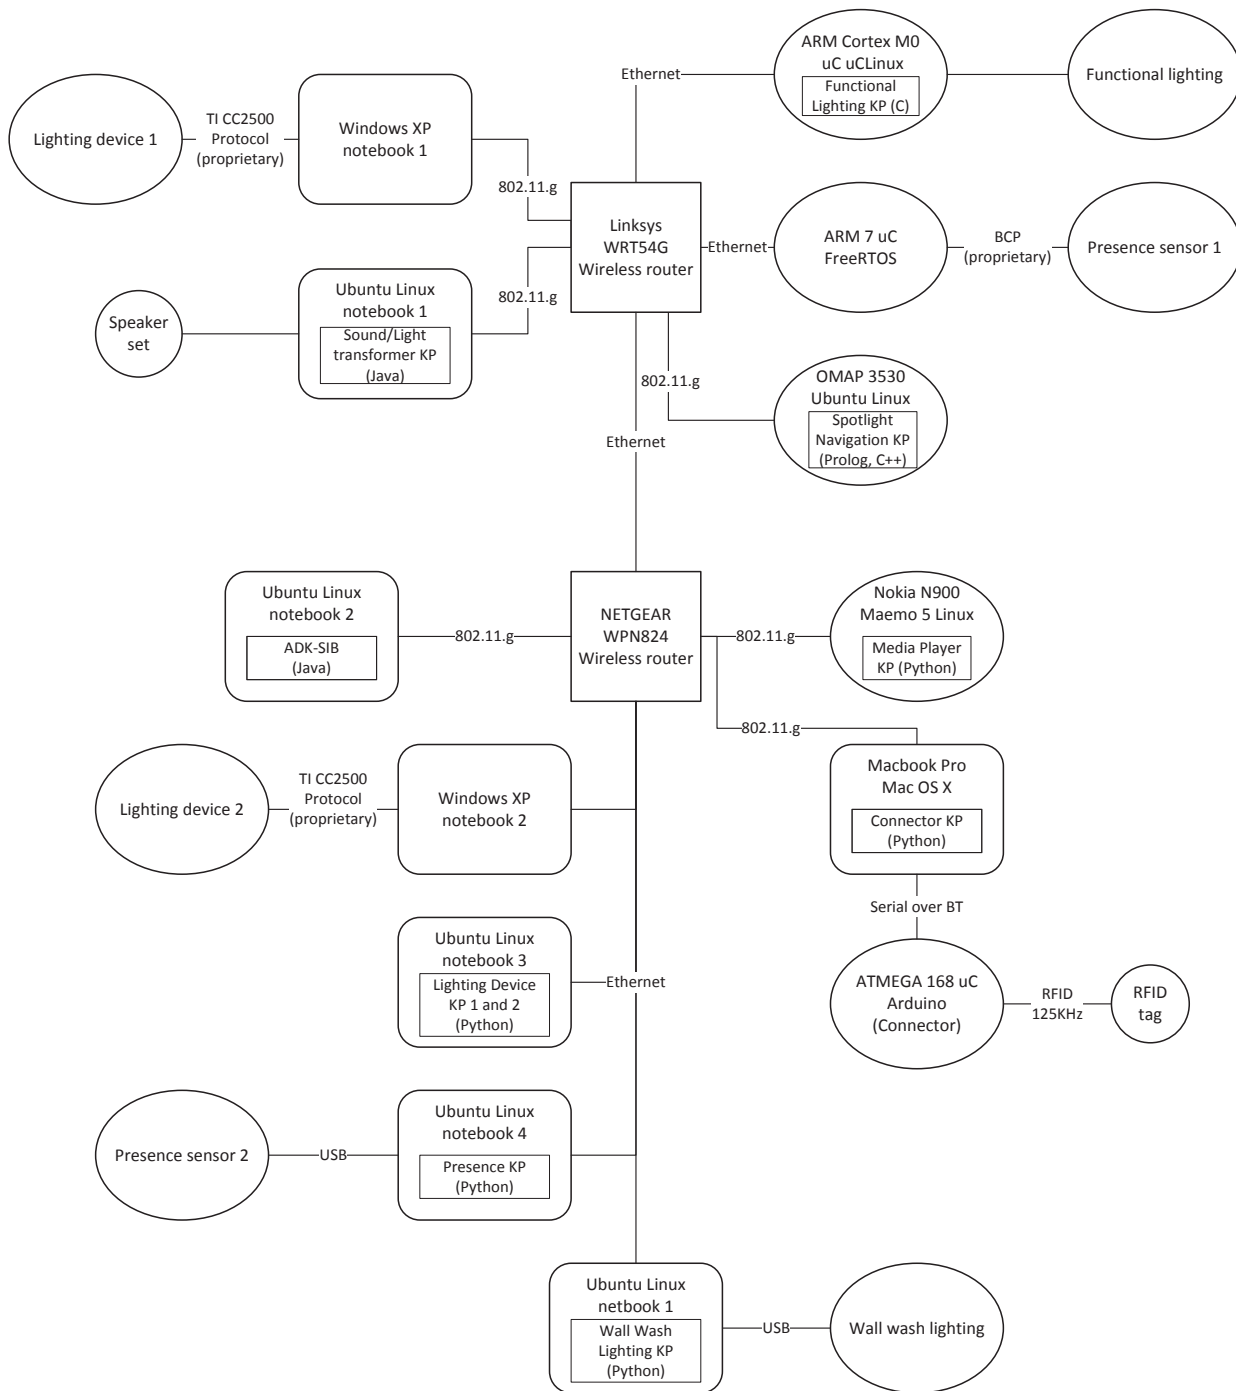 ARM Cortex M0
uC uCLinux
Functional
Lighting KP (C)
Ethernet
Functional lighting
Lighting device 1
TI CC2500
Protocol
(proprietary)
Windows XP
notebook 1
802.11.g
Linksys
WRT54G
Wireless router
Ethernet
ARM 7 uC
FreeRTOS
BCP
(proprietary)
Presence sensor 1
Speaker
set
Ubuntu Linux
notebook 1
Sound/Light
transformer KP
(Java)
802.11.g
802.11.g
OMAP 3530
Ubuntu Linux
Spotlight
Navigation KP
(Prolog, C++)
Ethernet
Ubuntu Linux
notebook 2
ADK-SIB
(Java)
802.11.g
NETGEAR
WPN824
Wireless router
802.11.g
Nokia N900
Maemo 5 Linux
Media Player
KP (Python)
802.11.g
Lighting device 2
TI CC2500
Protocol
(proprietary)
Windows XP
notebook 2
Macbook Pro
Mac OS X
Connector KP
(Python)
Serial over BT
Ubuntu Linux
notebook 3
Lighting Device
KP 1 and 2
(Python)
Ethernet
ATMEGA 168 uC
Arduino
(Connector)
RFID
125KHz
RFID
tag
Presence sensor 2
USB
Ubuntu Linux
notebook 4
Presence KP
(Python)
Ubuntu Linux
netbook 1
Wall Wash
Lighting KP
(Python)
USB
Wall wash lighting